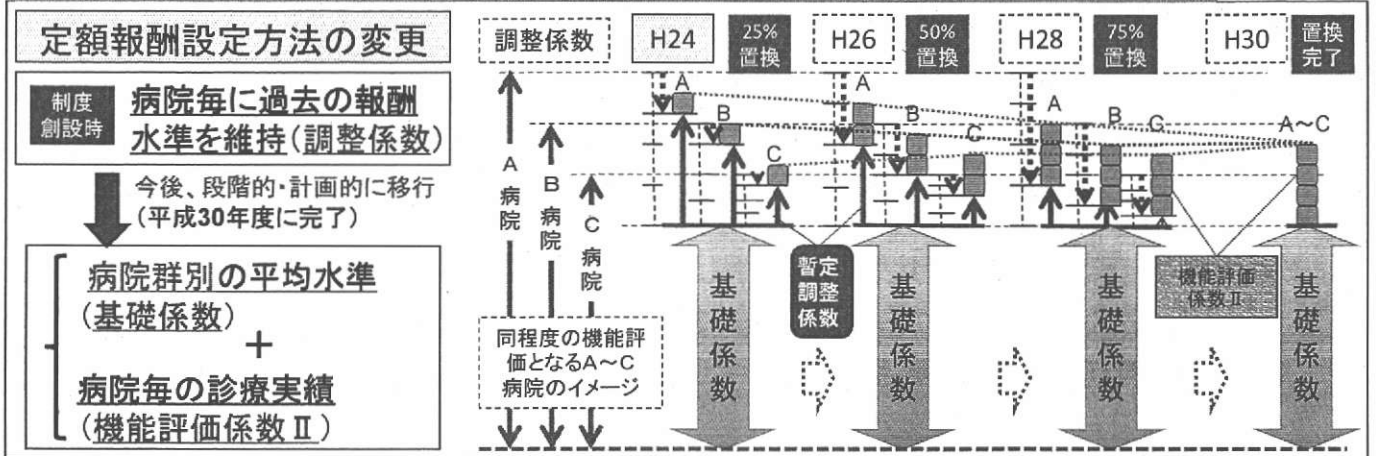 定額報酬設定方法の変更
制度
創設時
病院毎に過去の報酬
水準を維持(調整係数)
今後、段階的・計画的に移行
(平成30年度に完了)
病院群別の平均水準
(基礎係数)
+
病院毎の診療実績
(機能評価係数Ⅱ)
調整係数
H24
25%
置換
H26
50%
置換
H28
75%
置換
H30
置換
完了
A
B
C
A
B
C
A
B
C
A～C
A病院
B病院
C病院
暫定
調整
係数
機能評価
係数Ⅱ
同程度の機能評
価となるA～C
病院のイメージ
基礎係数
基礎係数
基礎係数
基礎係数